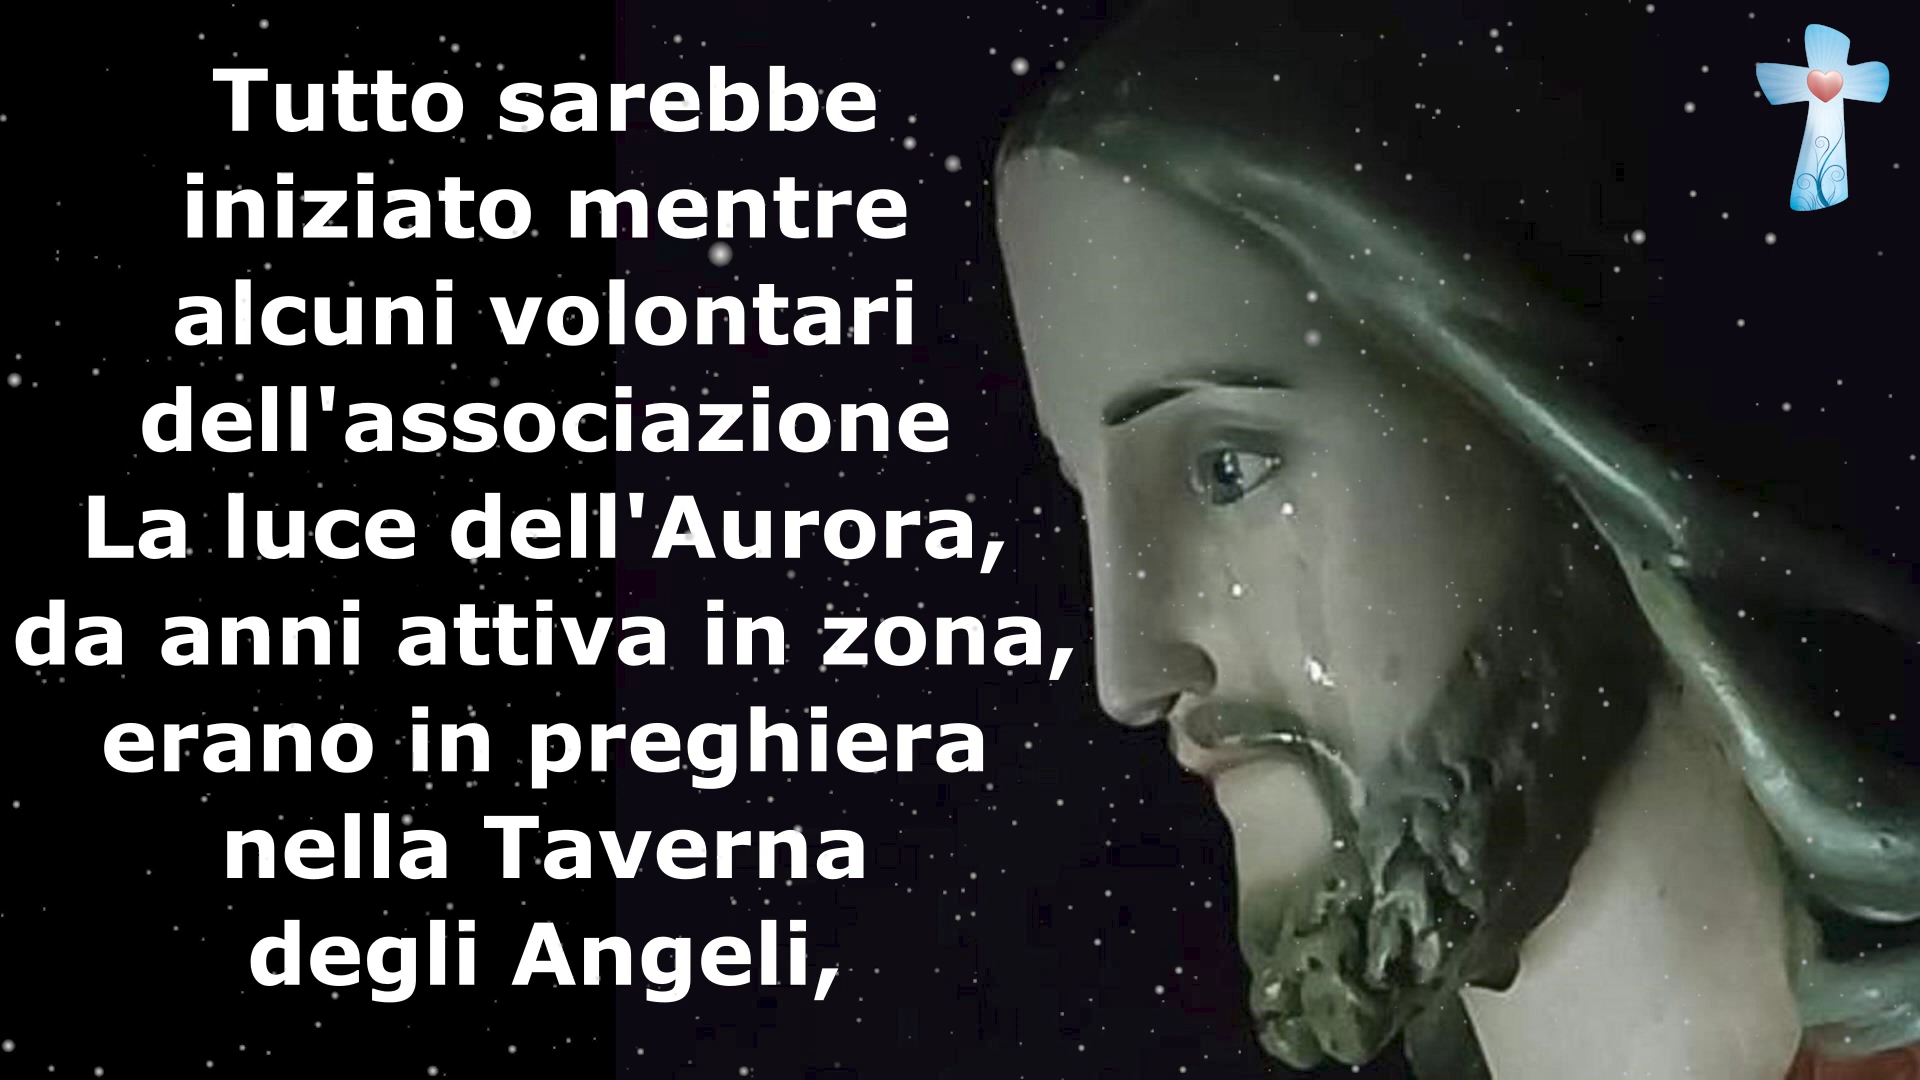 Tutto sarebbe
iniziato mentre
alcuni volontari
dell'associazione
La luce dell'Aurora,
da anni attiva in zona,
erano in preghiera
nella Taverna
degli Angeli,